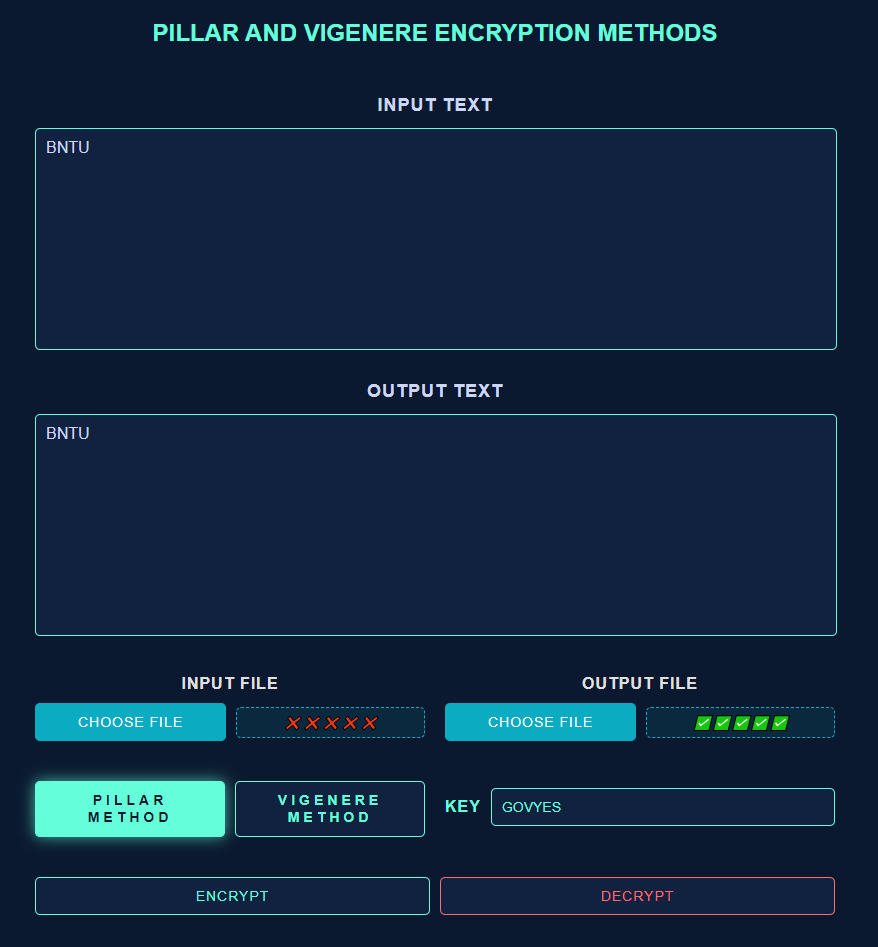 PILLAR AND VIGENERE ENCRYPTION METHODS
INPUT TEXT
BNTU
OUTPUT TEXT
BNTU
INPUT FILE
OUTPUT FILE
CHOOSE FILE
❌❌❌❌❌
CHOOSE FILE
✅✅✅✅✅
PILLAR
METHOD
VIGENERE
METHOD
KEY
GOVYES
ENCRYPT
DECRYPT